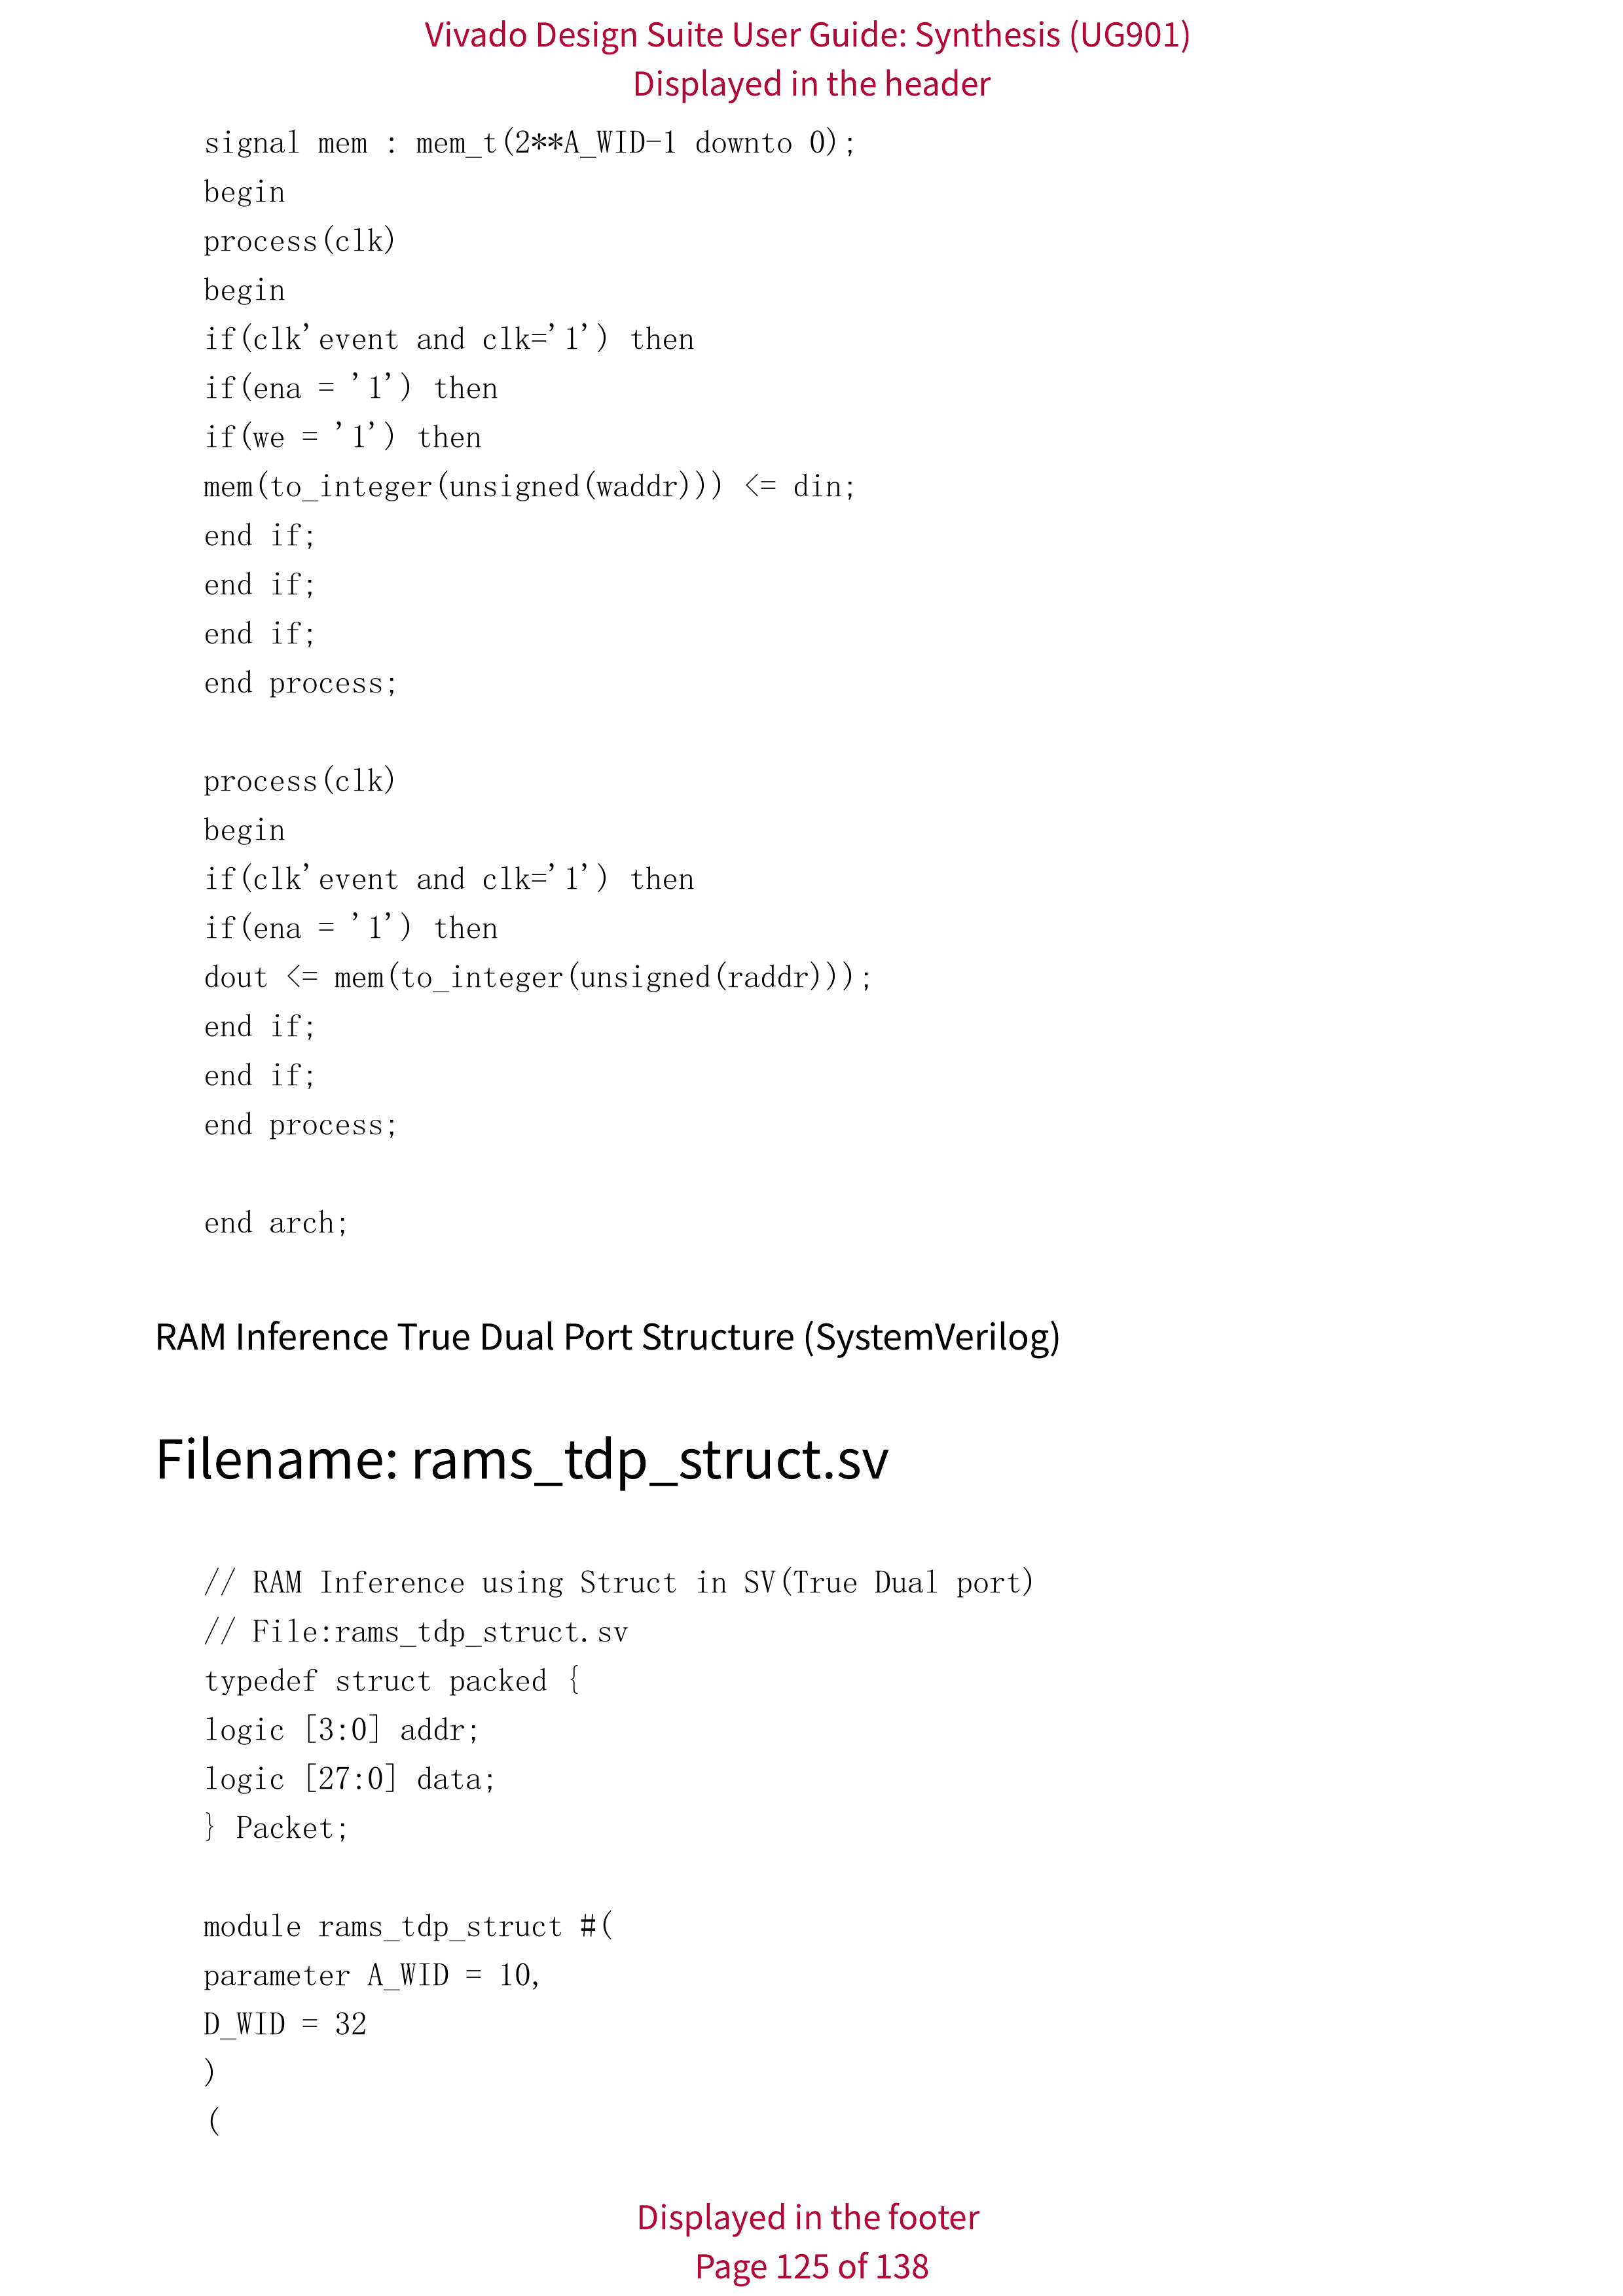 Vivado Design Suite User Guide: Synthesis (UG901)
Displayed in the header
signal mem : mem_t(2**A_WID-1 downto 0);
begin
process(clk)
begin
if(clk'event and clk='1') then
if(ena = '1') then
if(we = '1') then
mem(to_integer(unsigned(waddr))) <= din;
end if;
end if;
end if;
end process;
process(clk)
begin
if(clk'event and clk='1') then
if(ena = '1') then
dout <= mem(to_integer(unsigned(raddr)));
end if;
end if;
end process;
end arch;
RAM Inference True Dual Port Structure (SystemVerilog)
Filename: rams_tdp_struct.sv
// RAM Inference using Struct in SV(True Dual port)
// File:rams_tdp_struct.sv
typedef struct packed {
logic [3:0] addr;
logic [27:0] data;
} Packet;
module rams_tdp_struct #(
parameter A_WID = 10,
D_WID = 32
)
(
Displayed in the footer
Page 125 of 138